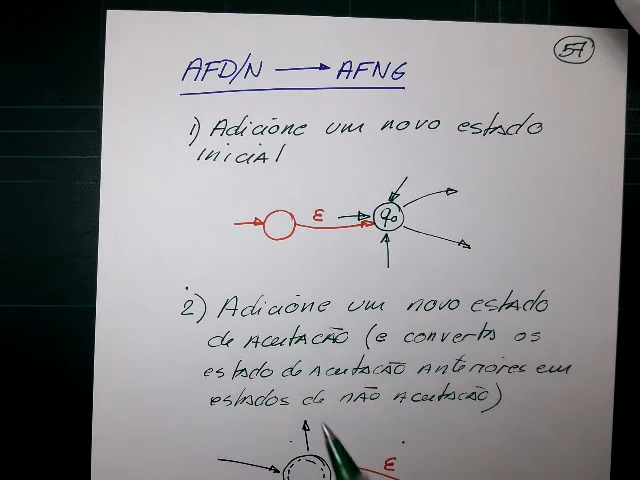 57
AFD/N → AFNG
1) Adicione um novo estado
inicial
ε
q0
2) Adicione um novo estado
de aceitação (e converta os
estado de aceitação anteriores em
estados de não aceitação)
ε